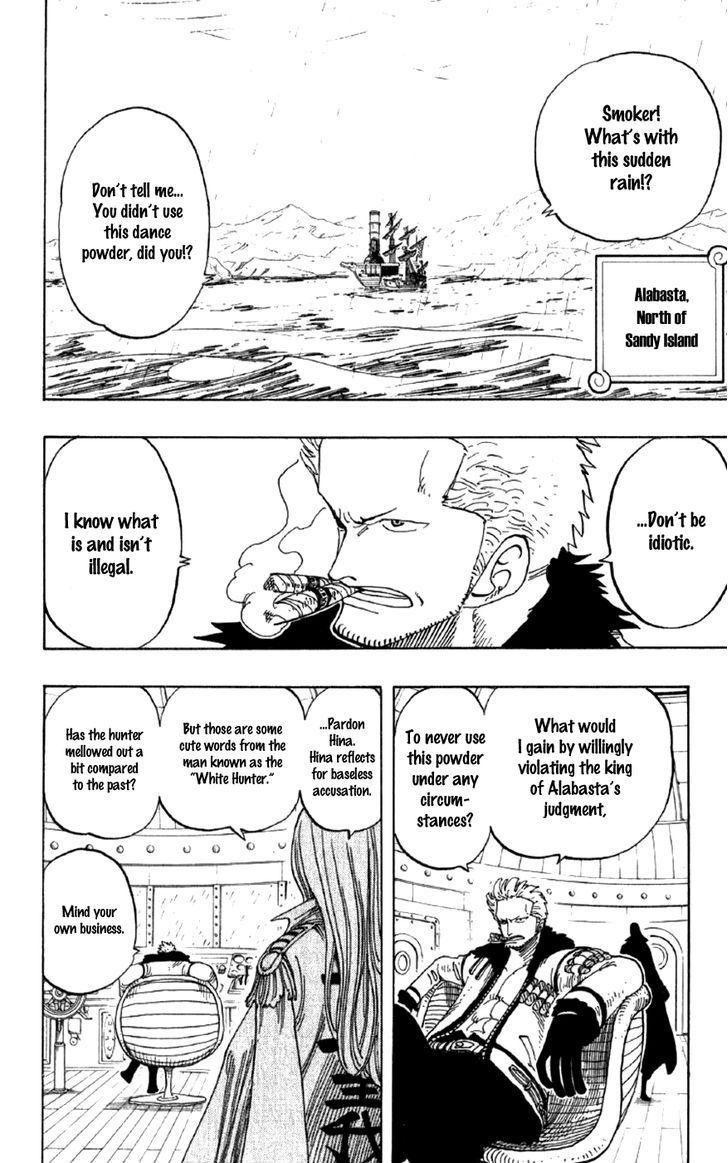 Smoker!
What's with
this sudden
rain!?
Don't tell me...
You didn't use
this dance
powder, did you!?
Alabasta,
North of
Sandy Island
...Don't be
idiotic.
I know what
is and isn't
illegal.
What would
I gain by willingly
violating the king
of Alabasta's
judgment,
To never use
this powder
under any
circum-
stances?
...Pardon
Hina.
Hina reflects
for baseless
accusation.
But those are some
cute words from the
man known as the
"White Hunter."
Has the hunter
mellowed out a
bit compared
to the past?
Mind your
own business.
義